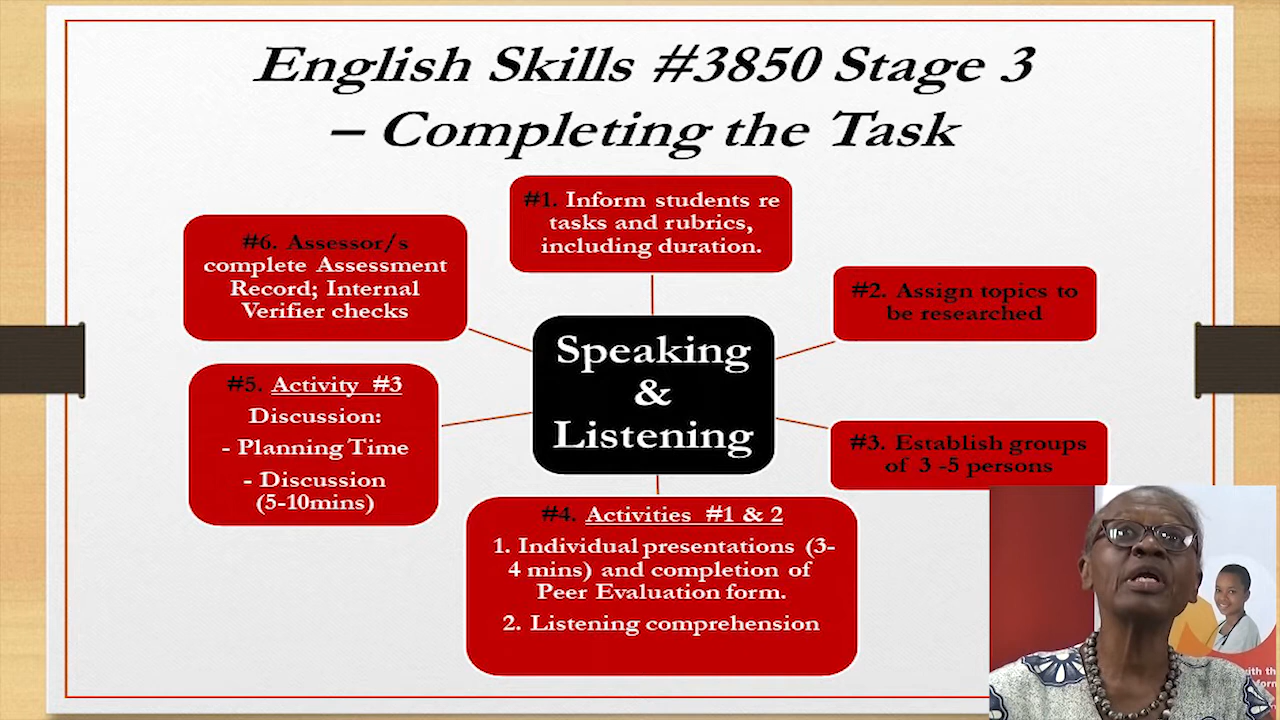 English Skills #3850 Stage 3
– Completing the Task
#1. Inform students re
tasks and rubrics,
including duration.
#2. Assign topics to
be researched
#3. Establish groups
of 3 -5 persons
#4. Activities #1 & 2
1. Individual presentations (3-
4 mins) and completion of
Peer Evaluation form.
2. Listening comprehension
#5. Activity #3
Discussion:
- Planning Time
- Discussion
(5-10mins)
#6. Assessor/s
complete Assessment
Record; Internal
Verifier checks
Speaking
&
Listening